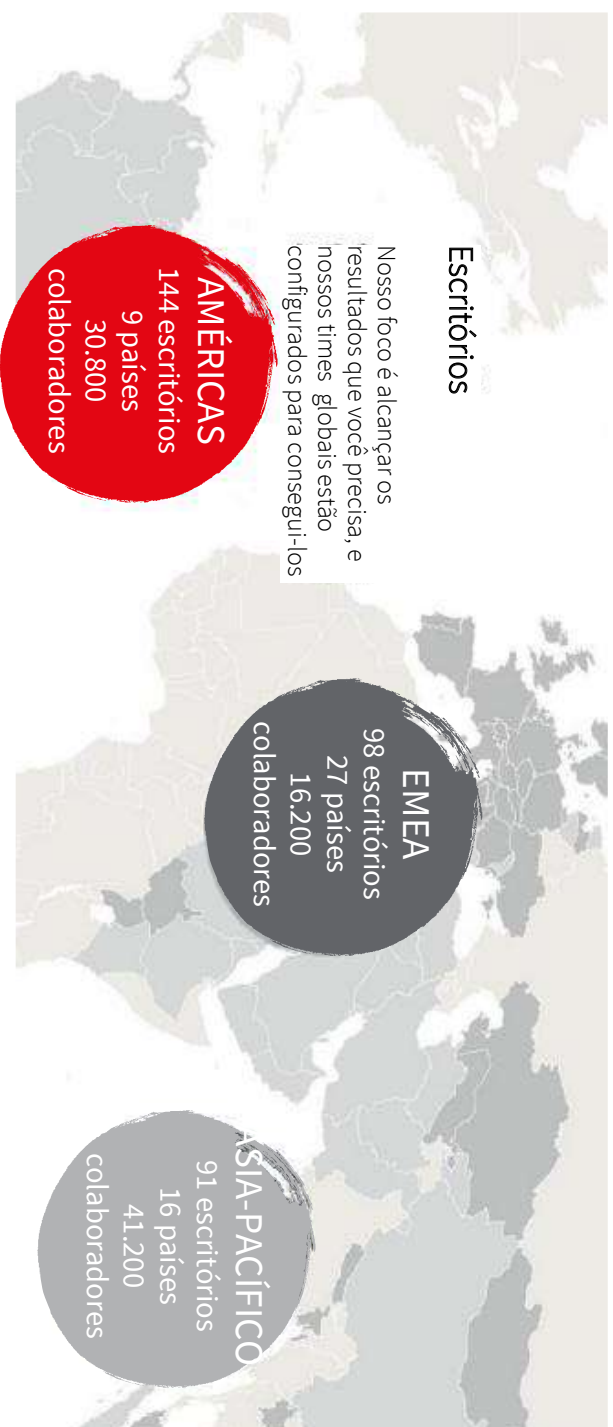 Escritórios
Nosso foco é alcançar os
resultados que você precisa, e
nossos times globais estão
configurados para consegui-los
AMÉRICAS
144 escritórios
9 países
30.800
colaboradores
EMEA
98 escritórios
27 países
16.200
colaboradores
ÁSIA-PACÍFICO
91 escritórios
16 países
41.200
colaboradores